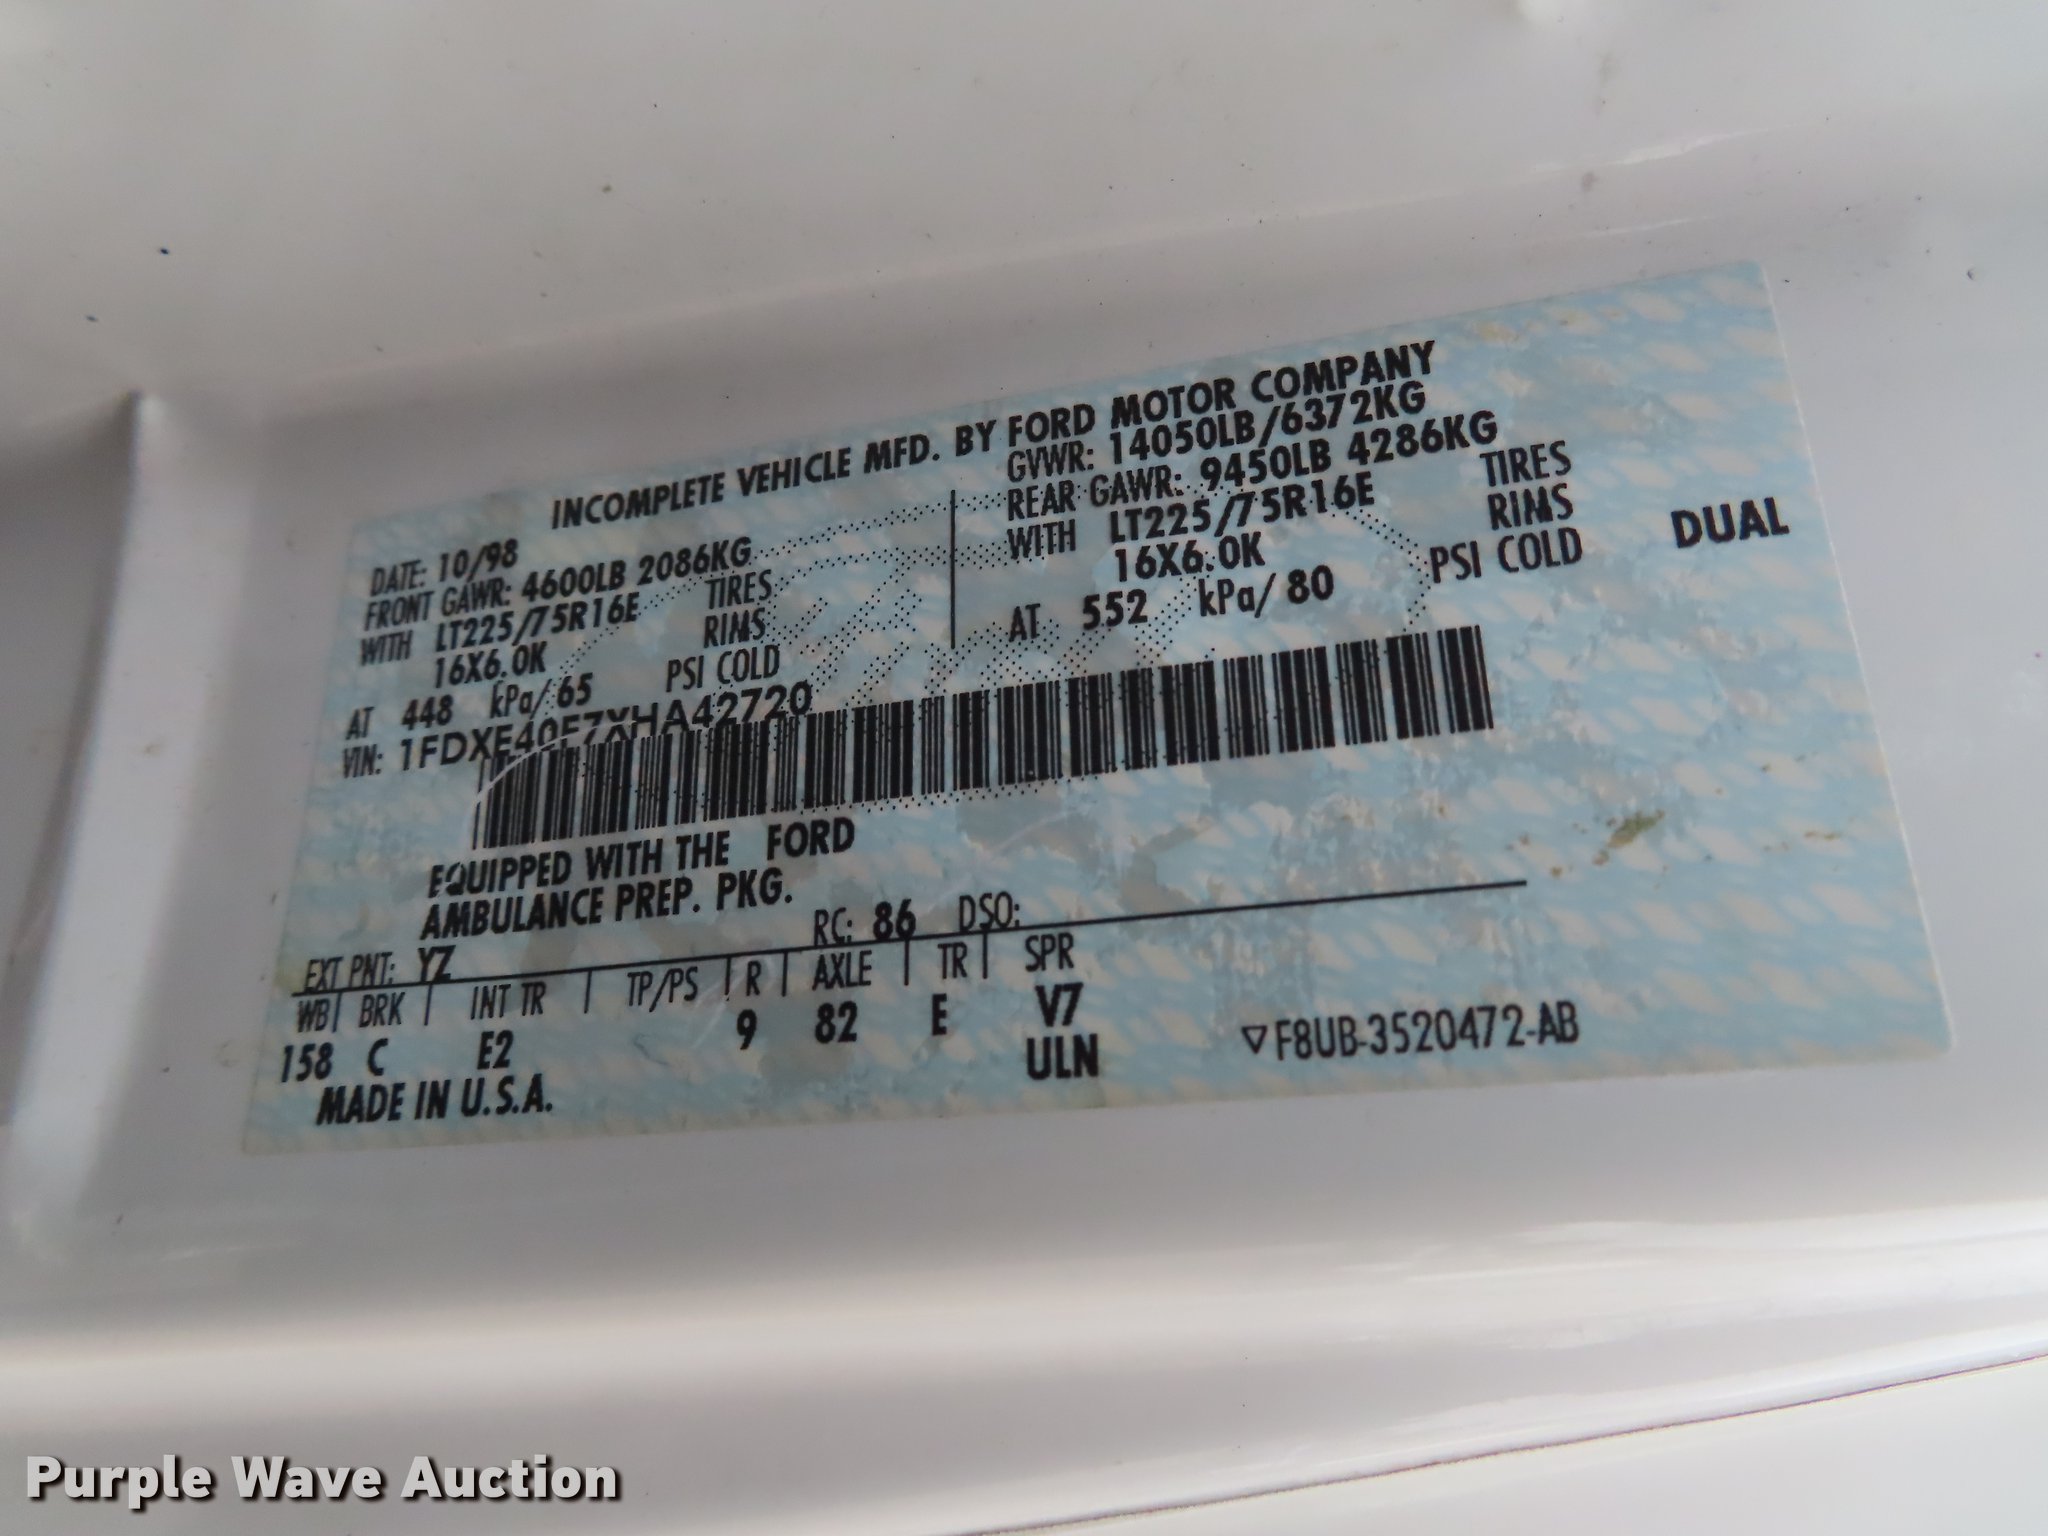 INCOMPLETE VEHICLE MFD. BY FORD MOTOR COMPANY
DATE: 10/98
GVWR: 14050LB/6372KG
FRONT GAWR: 4600LB 2086KG
REAR GAWR: 9450LB 4286KG
WITH LT225/75R16E TIRES
WITH LT225/75R16E TIRES
16X6.0K RIMS
16X6.0K RIMS
AT 448 kPa/65 PSI COLD
AT 552 kPa/80 PSI COLD DUAL
VIN: 1FDXE40F7XHA42720
EQUIPPED WITH THE FORD
AMBULANCE PREP. PKG.
EXT PNT: YZ RC: 86 DSO:
WB | BRK | INT TR | TP/PS | R | AXLE | TR | SPR
158 C E2 9 82 E V7
ULN
MADE IN U.S.A.
▽F8UB-3520472-AB
Purple Wave Auction